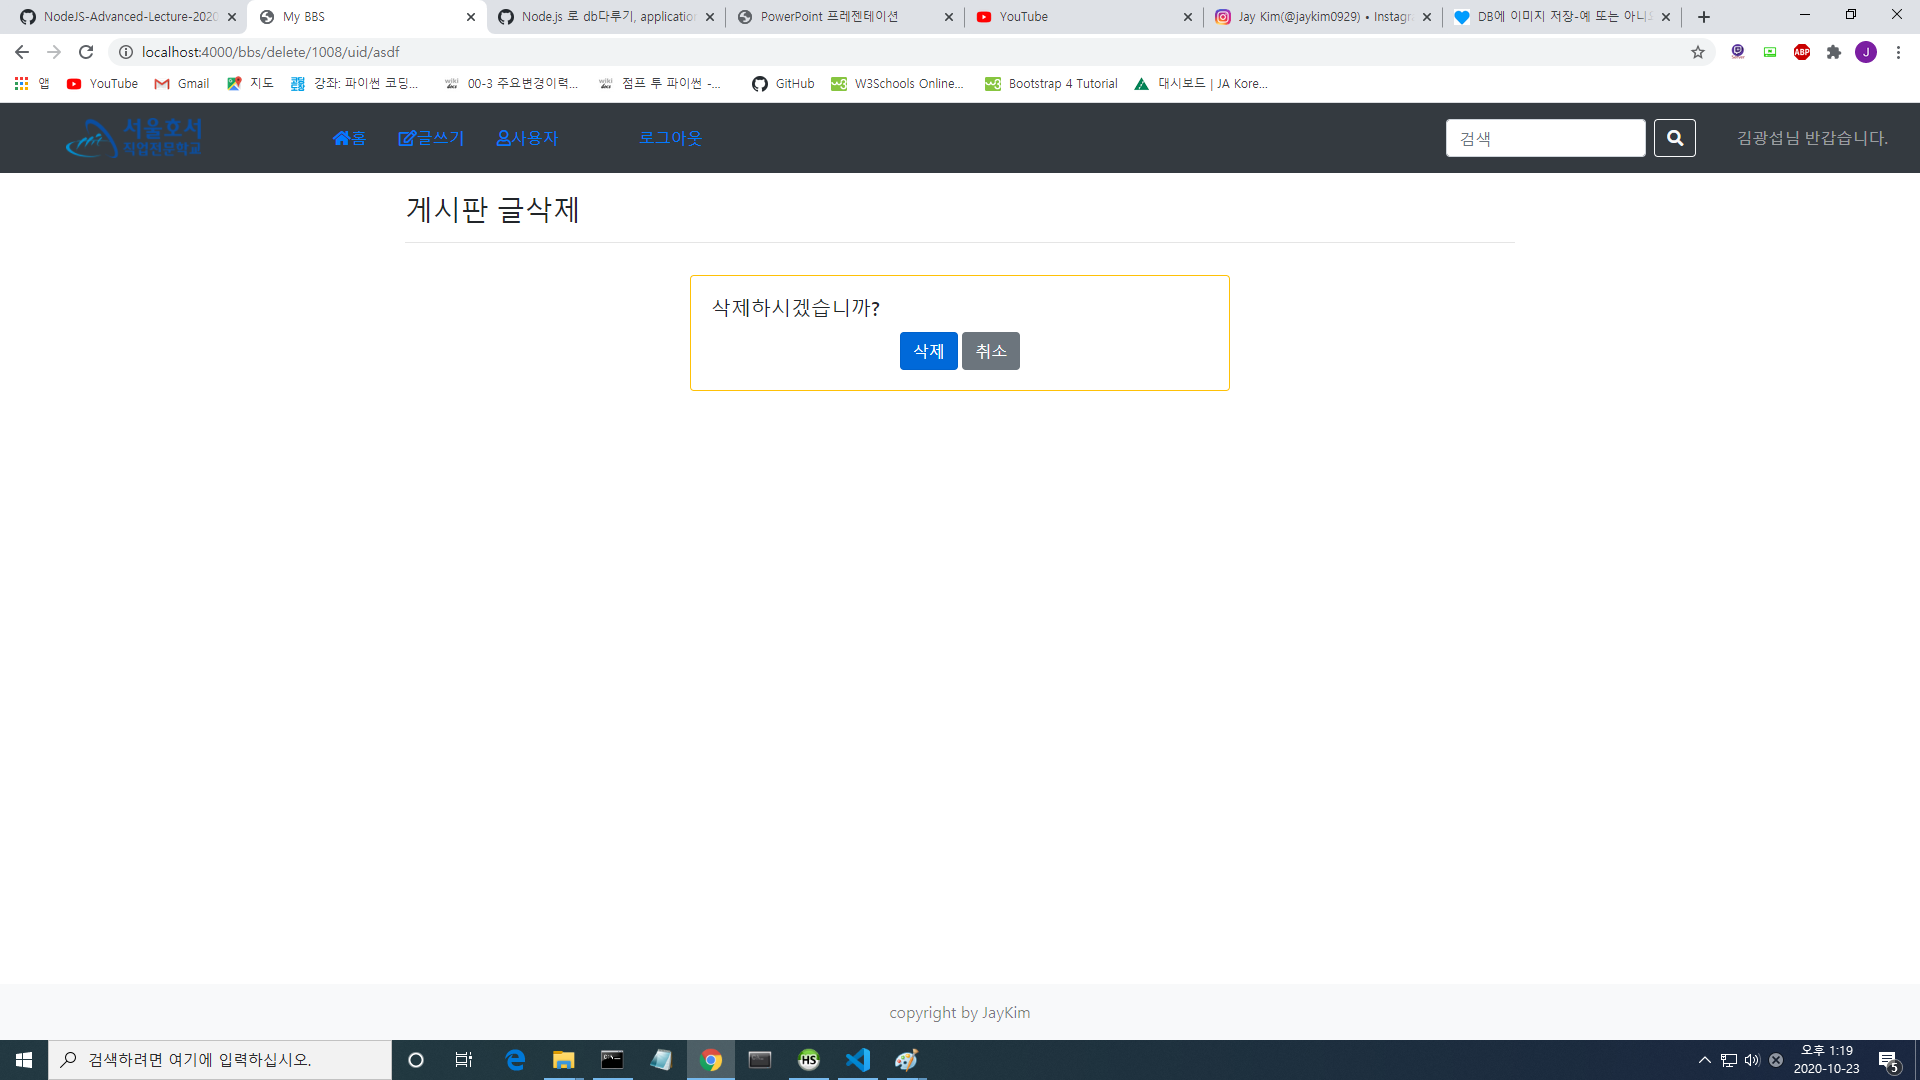 NodeJS-Advanced-Lecture-2020
My BBS
Node.js 로 db다루기, application
PowerPoint 프레젠테이션
YouTube
Jay Kim(@jaykim0929) • Instagr
DB에 이미지 저장-예 또는 아니오
localhost:4000/bbs/delete/1008/uid/asdf
ABP
J
앱
YouTube
Gmail
지도
강좌: 파이썬 코딩...
wiki 00-3 주요변경이력...
wiki 점프 투 파이썬 -...
GitHub
W3Schools Online...
Bootstrap 4 Tutorial
대시보드 | JA Kore...
서울호서
직업전문학교
홈
글쓰기
사용자
로그아웃
검색
김광섭님 반갑습니다.
게시판 글삭제
삭제하시겠습니까?
삭제
취소
copyright by JayKim
검색하려면 여기에 입력하십시오.
HS
오후 1:19
2020-10-23
5